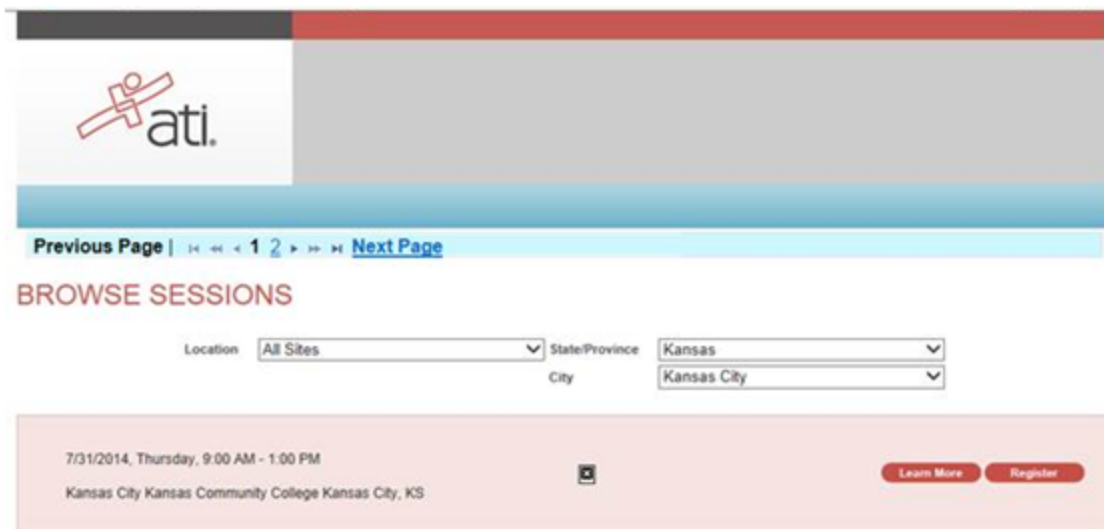 ati.
Previous Page | 1 2 Next Page
BROWSE SESSIONS
Location All Sites State/Province Kansas
City Kansas City
7/31/2014, Thursday, 9:00 AM - 1:00 PM
Learn More Register
Kansas City Kansas Community College Kansas City, KS